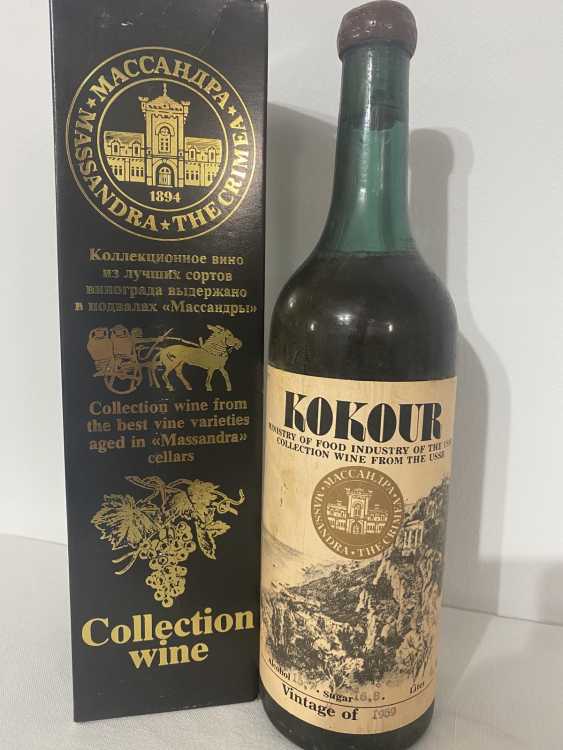 МАССАНДРА
MASSANDRA ★ THE CRIMEA
1894
Коллекционное вино
из лучших сортов
винограда выдержано
в подвалах «Массандры»
Collection wine from
the best vine varieties
aged in «Massandra»
cellars
Collection
wine
KOKOUR
MINISTRY OF FOOD INDUSTRY OF THE
COLLECTION WINE FROM THE USSR
МАССАНДРА
MASSANDRA ★ THE CRIMEA
Alcohol Sugar 16,8. Liter
Vintage of 1959